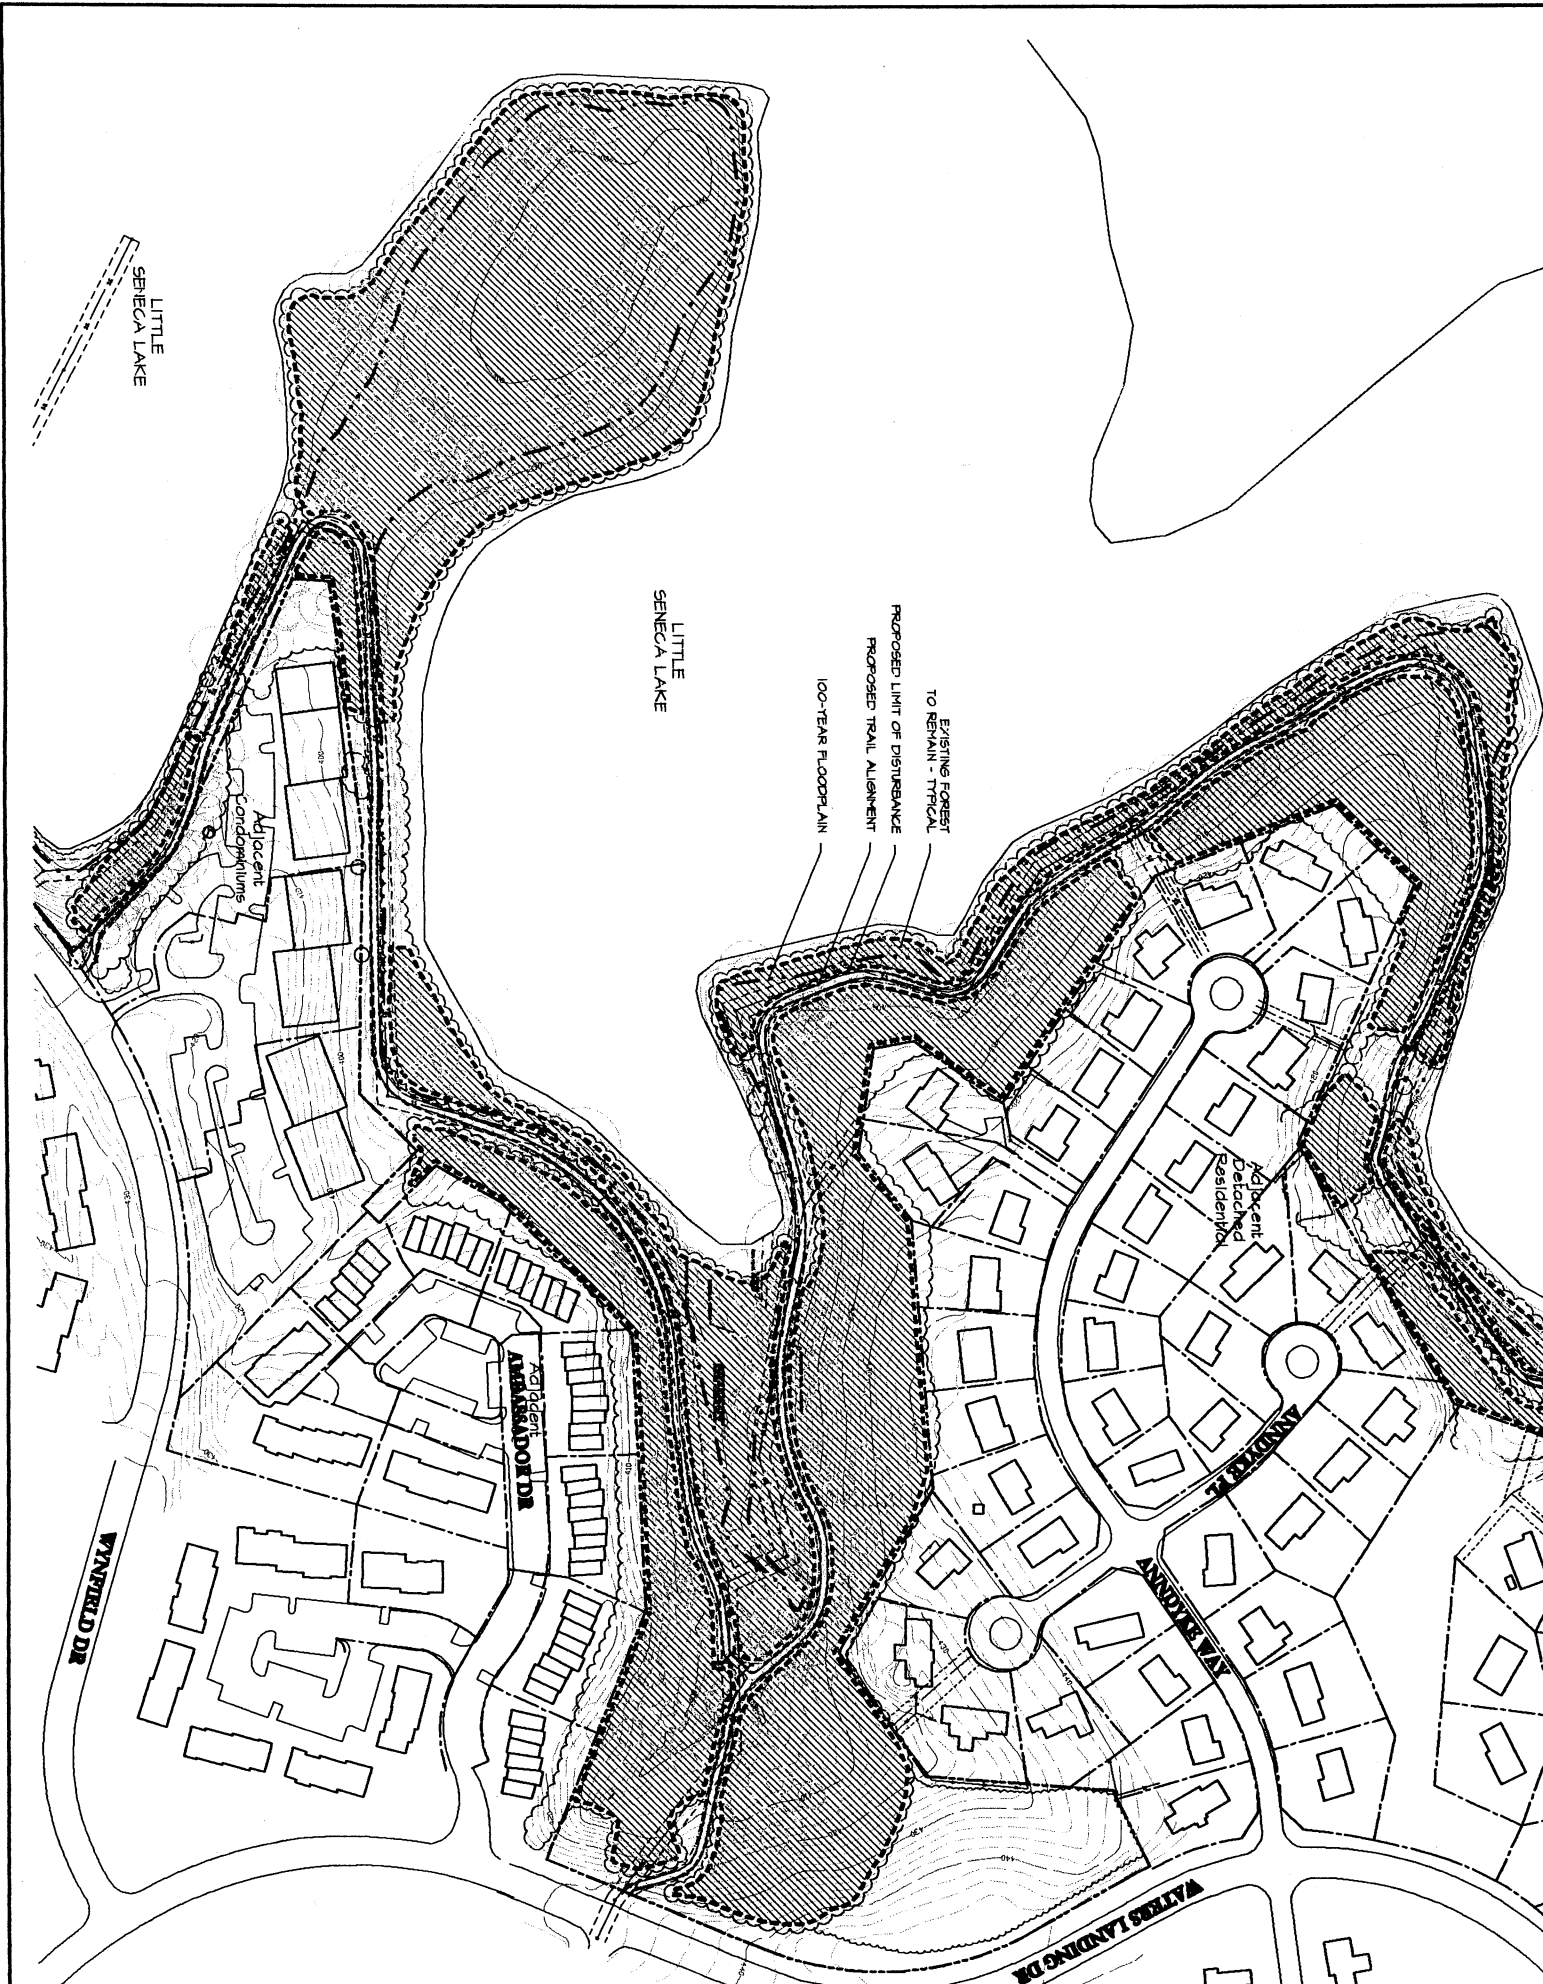 LITTLE
SENECA LAKE
LITTLE
SENECA LAKE
EXISTING FOREST
TO REMAIN - TYPICAL
PROPOSED LIMIT OF DISTURBANCE
PROPOSED TRAIL ALIGNMENT
100-YEAR FLOODPLAIN
Adjacent
Condominiums
Adjacent
Detached
Residential
Adjacent
AMBASSADOR DR
ANNDYKE PL
ANNDYKE WAY
WYNFIELD DR
WATERS LANDING DR